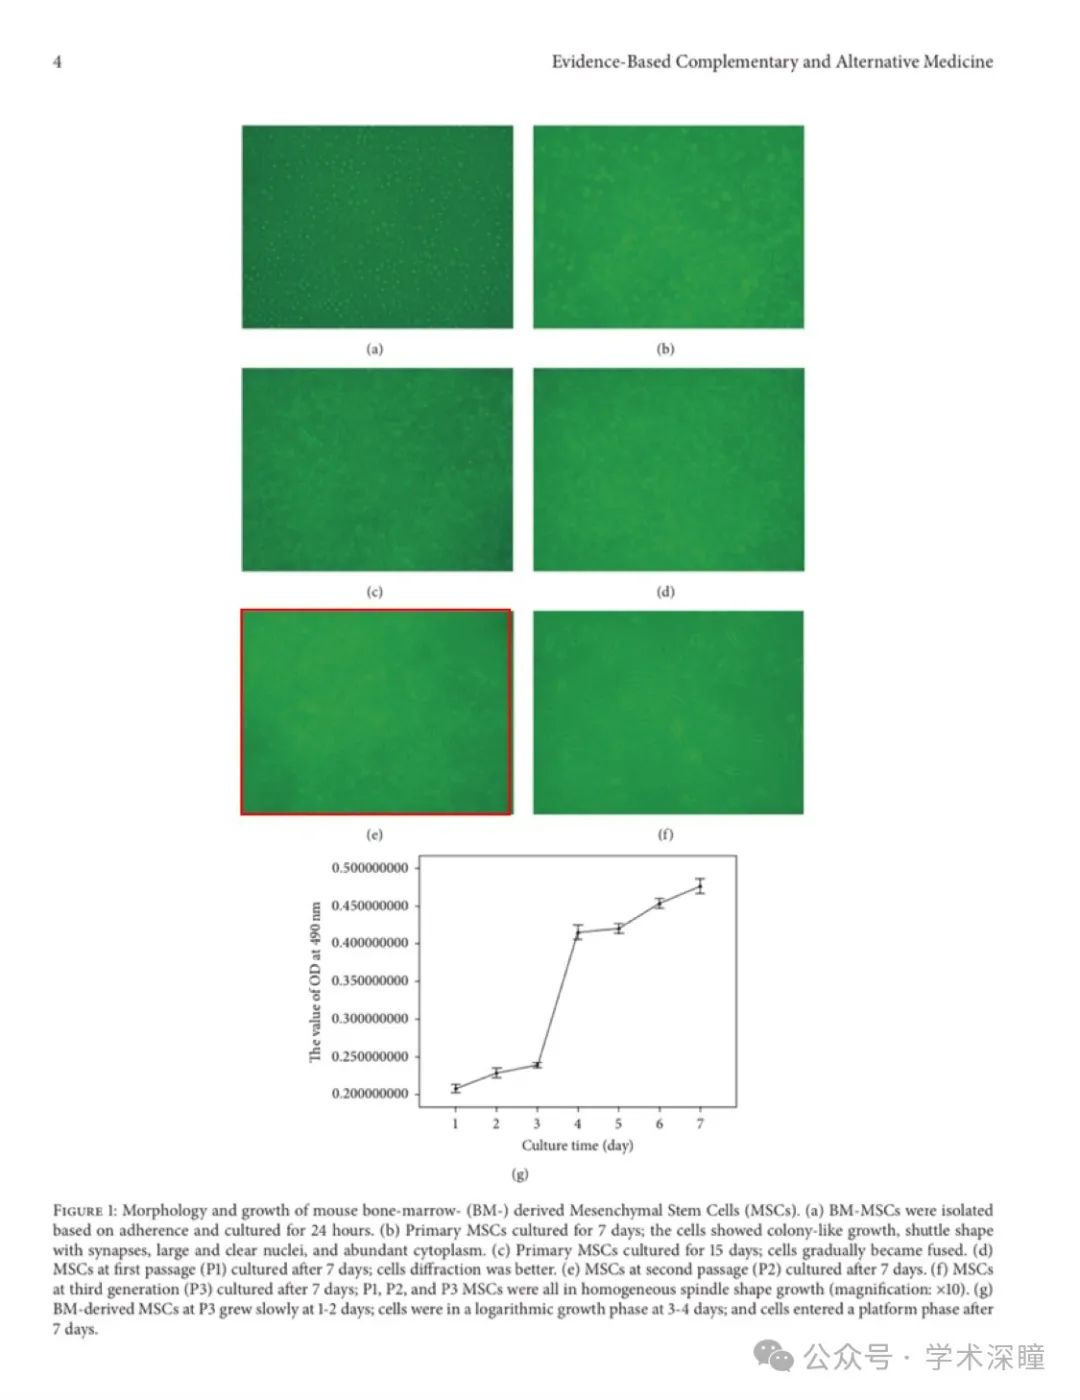 4
Evidence-Based Complementary and Alternative Medicine
(a)
(b)
(c)
(d)
(e)
(f)
The value of OD at 490 nm
0.500000000
0.450000000
0.400000000
0.350000000
0.300000000
0.250000000
0.200000000
1 2 3 4 5 6 7
Culture time (day)
(g)
Figure 1: Morphology and growth of mouse bone-marrow- (BM-) derived Mesenchymal Stem Cells (MSCs). (a) BM-MSCs were isolated
based on adherence and cultured for 24 hours. (b) Primary MSCs cultured for 7 days; the cells showed colony-like growth, shuttle shape
with synapses, large and clear nuclei, and abundant cytoplasm. (c) Primary MSCs cultured for 15 days; cells gradually became fused. (d)
MSCs at first passage (P1) cultured after 7 days; cells diffraction was better. (e) MSCs at second passage (P2) cultured after 7 days. (f) MSCs
at third generation (P3) cultured after 7 days; P1, P2, and P3 MSCs were all in homogeneous spindle shape growth (magnification: ×10). (g)
BM-derived MSCs at P3 grew slowly at 1-2 days; cells were in a logarithmic growth phase at 3-4 days; and cells entered a platform phase after
7 days.
公众号 · 学术深瞳